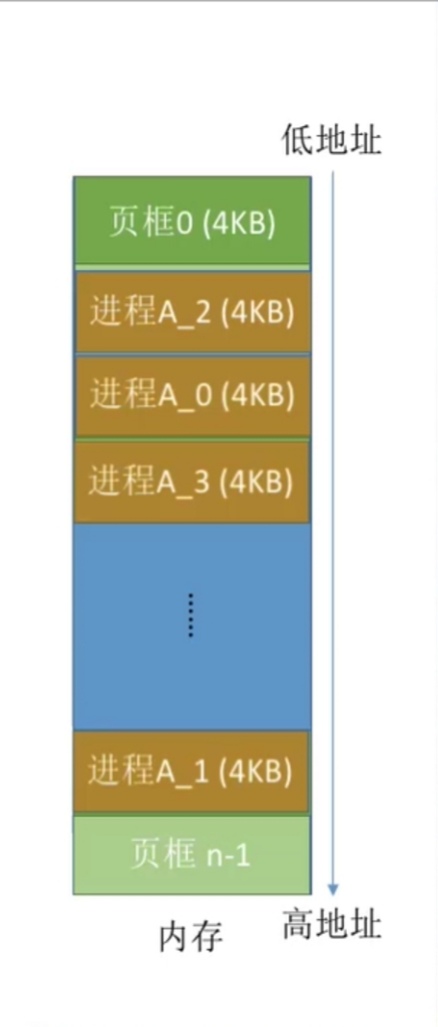 低地址
页框0 (4KB)
进程A_2 (4KB)
进程A_0 (4KB)
进程A_3 (4KB)
......
进程A_1 (4KB)
页框 n-1
内存
高地址